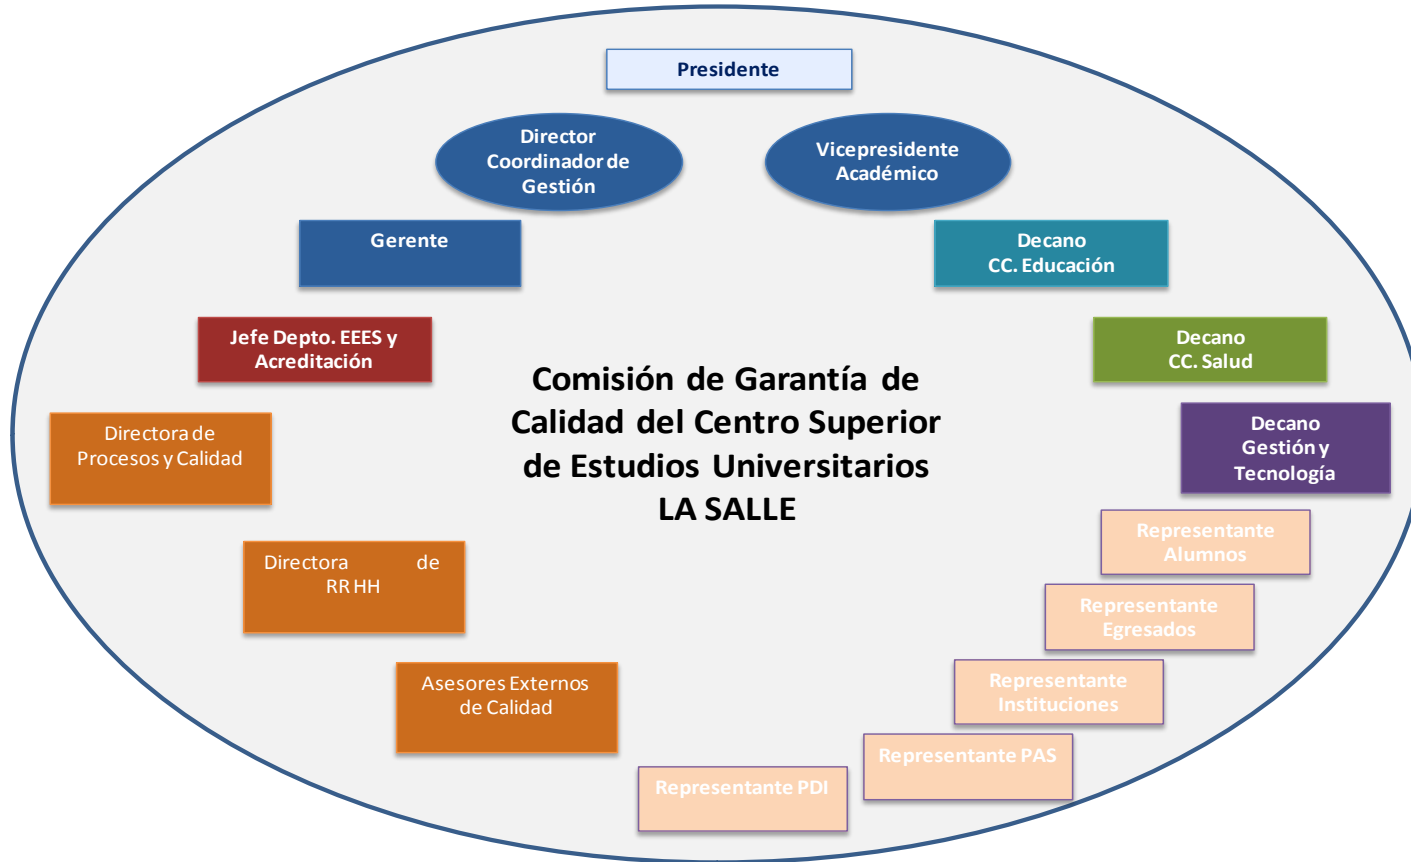 Presidente
Director
Coordinador de
Gestión
Vicepresidente
Académico
Gerente
Decano
CC. Educación
Jefe Depto. EEES y
Acreditación
Decano
CC. Salud
Comisión de Garantía de
Calidad del Centro Superior
de Estudios Universitarios
LA SALLE
Directora de
Procesos y Calidad
Decano
Gestión y
Tecnología
Representante
Alumnos
Directora de
RR HH
Representante
Egresados
Asesores Externos
de Calidad
Representante
Instituciones
Representante PAS
Representante PDI